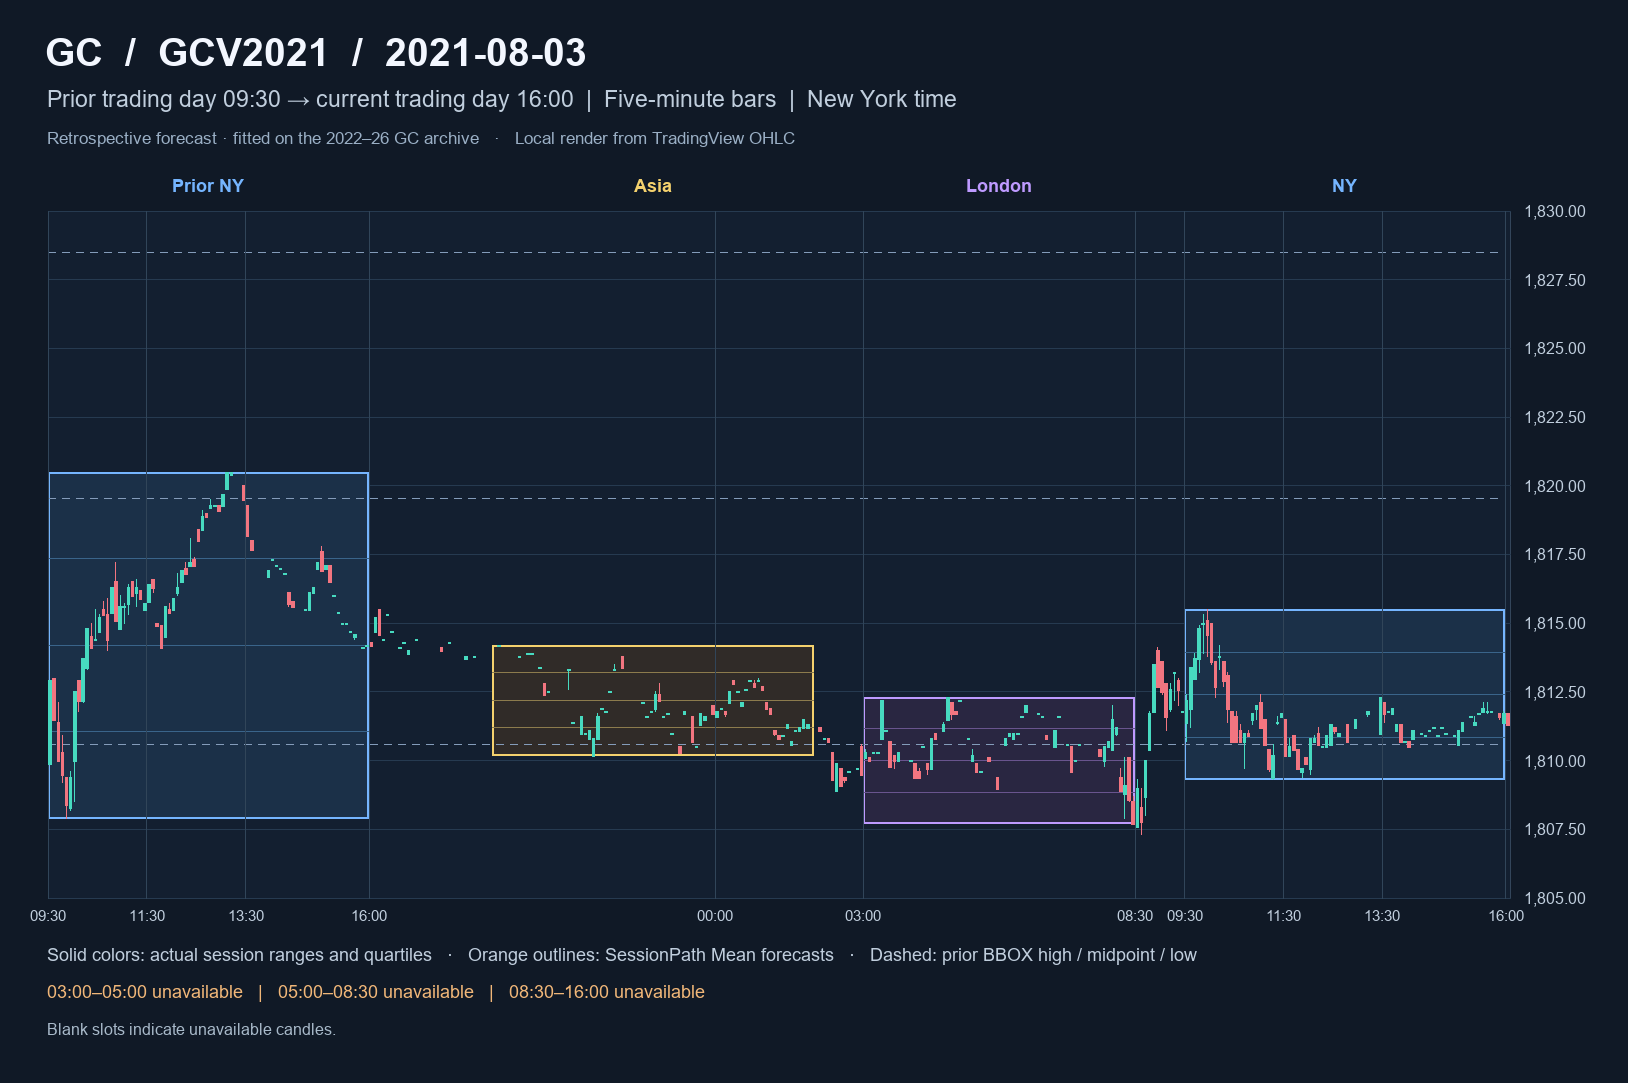 GC / GCV2021 / 2021-08-03
Prior trading day 09:30 → current trading day 16:00 | Five-minute bars | New York time
Retrospective forecast · fitted on the 2022–26 GC archive · Local render from TradingView OHLC
Prior NY Asia London NY
1,830.00
1,827.50
1,825.00
1,822.50
1,820.00
1,817.50
1,815.00
1,812.50
1,810.00
1,807.50
1,805.00
09:30 11:30 13:30 16:00 00:00 03:00 08:30 09:30 11:30 13:30 16:00
Solid colors: actual session ranges and quartiles · Orange outlines: SessionPath Mean forecasts · Dashed: prior BBOX high / midpoint / low
03:00–05:00 unavailable | 05:00–08:30 unavailable | 08:30–16:00 unavailable
Blank slots indicate unavailable candles.